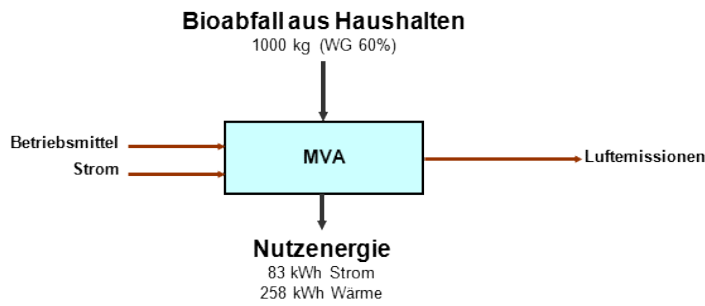 Bioabfall aus Haushalten
1000 kg (WG 60%)
Betriebsmittel
Strom
MVA
Luftemissionen
Nutzenergie
83 kWh Strom
258 kWh Wärme